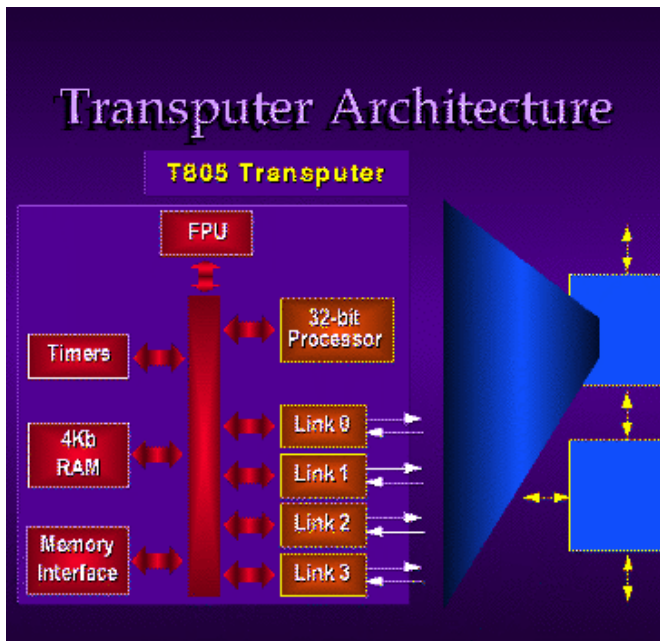 Transputer Architecture
T805 Transputer
FPU
32-bit
Processor
Timers
Link 0
4Kb
RAM
Link 1
Link 2
Memory
Interface
Link 3